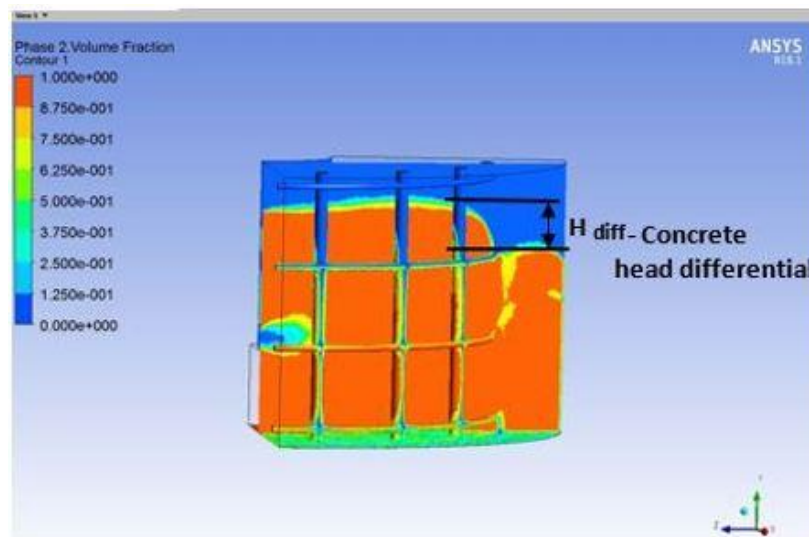 View 1
Phase 2.Volume Fraction
Contour 1
ANSYS
1.000e+000
8.750e-001
7.500e-001
6.250e-001
5.000e-001
3.750e-001
2.500e-001
1.250e-001
0.000e+000
H diff- Concrete
head differential
Y
Z
X